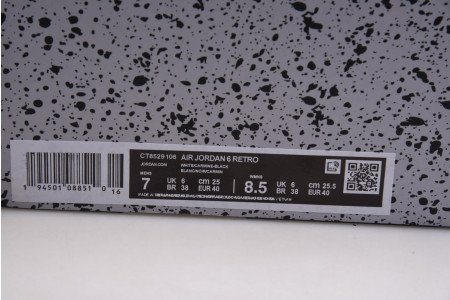 CT8529 106 AIR JORDAN 6 RETRO
JORDAN.COM WHITE/CARMINE-BLACK
BLANC/NOIR/CARMIN
MENS
7
UK 6
BR 38
cm 25
EUR 40
WMNS
8.5
UK 6
BR 38
cm 25.5
EUR 40
1 94501 08851 0 16